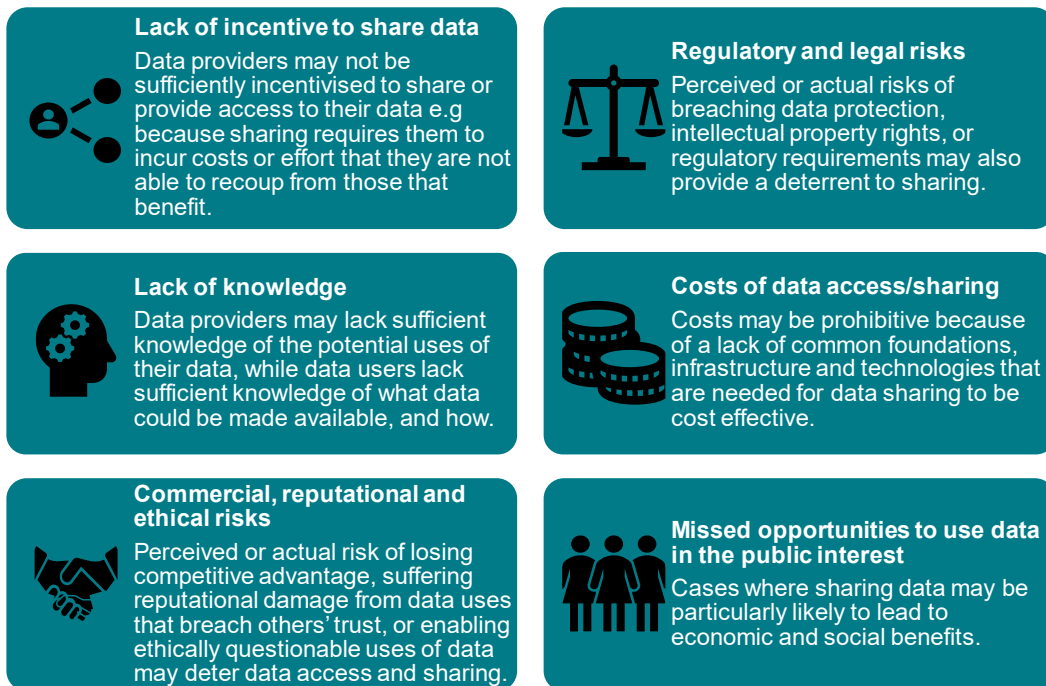 Lack of incentive to share data
Data providers may not be
sufficiently incentivised to share or
provide access to their data e.g
because sharing requires them to
incur costs or effort that they are not
able to recoup from those that
benefit.
Regulatory and legal risks
Perceived or actual risks of
breaching data protection,
intellectual property rights, or
regulatory requirements may also
provide a deterrent to sharing.
Lack of knowledge
Data providers may lack sufficient
knowledge of the potential uses of
their data, while data users lack
sufficient knowledge of what data
could be made available, and how.
Costs of data access/sharing
Costs may be prohibitive because
of a lack of common foundations,
infrastructure and technologies that
are needed for data sharing to be
cost effective.
Commercial, reputational and
ethical risks
Perceived or actual risk of losing
competitive advantage, suffering
reputational damage from data uses
that breach others’ trust, or enabling
ethically questionable uses of data
may deter data access and sharing.
Missed opportunities to use data
in the public interest
Cases where sharing data may be
particularly likely to lead to
economic and social benefits.